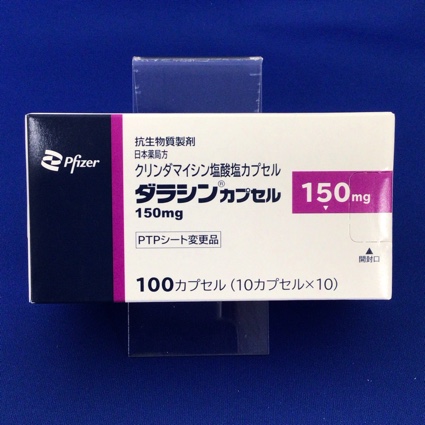 Pfizer
抗生物質製剤
日本薬局方
クリンダマイシン塩酸塩カプセル
ダラシン®カプセル
150mg
150mg
PTPシート変更品
開封口
100カプセル（10カプセル×10）